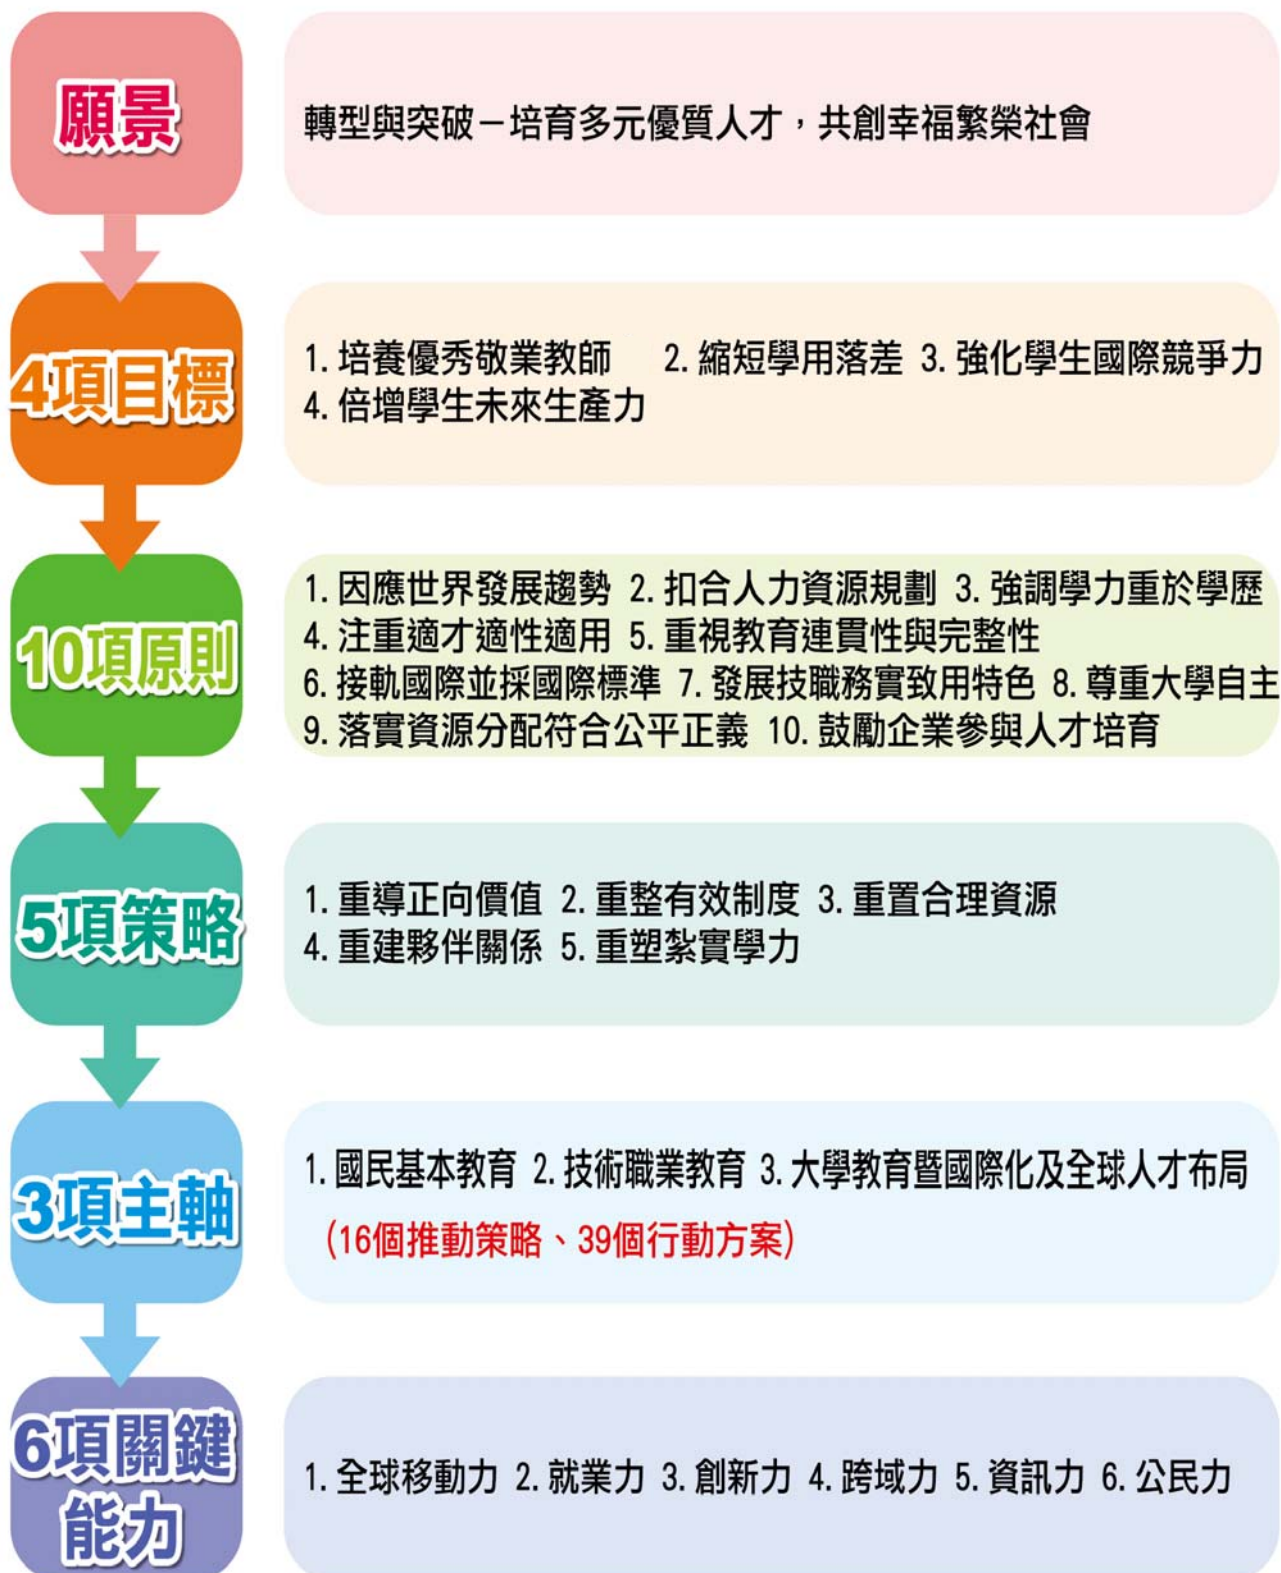 願景
轉型與突破－培育多元優質人才，共創幸福繁榮社會
4項目標
1. 培養優秀敬業教師 2. 縮短學用落差 3. 強化學生國際競爭力
4. 倍增學生未來生產力
10項原則
1. 因應世界發展趨勢 2. 扣合人力資源規劃 3. 強調學力重於學歷
4. 注重適才適性適用 5. 重視教育連貫性與完整性
6. 接軌國際並採國際標準 7. 發展技職務實致用特色 8. 尊重大學自主
9. 落實資源分配符合公平正義 10. 鼓勵企業參與人才培育
5項策略
1. 重導正向價值 2. 重整有效制度 3. 重置合理資源
4. 重建夥伴關係 5. 重塑紮實學力
3項主軸
1. 國民基本教育 2. 技術職業教育 3. 大學教育暨國際化及全球人才布局
(16個推動策略、39個行動方案)
6項關鍵
能力
1. 全球移動力 2. 就業力 3. 創新力 4. 跨域力 5. 資訊力 6. 公民力